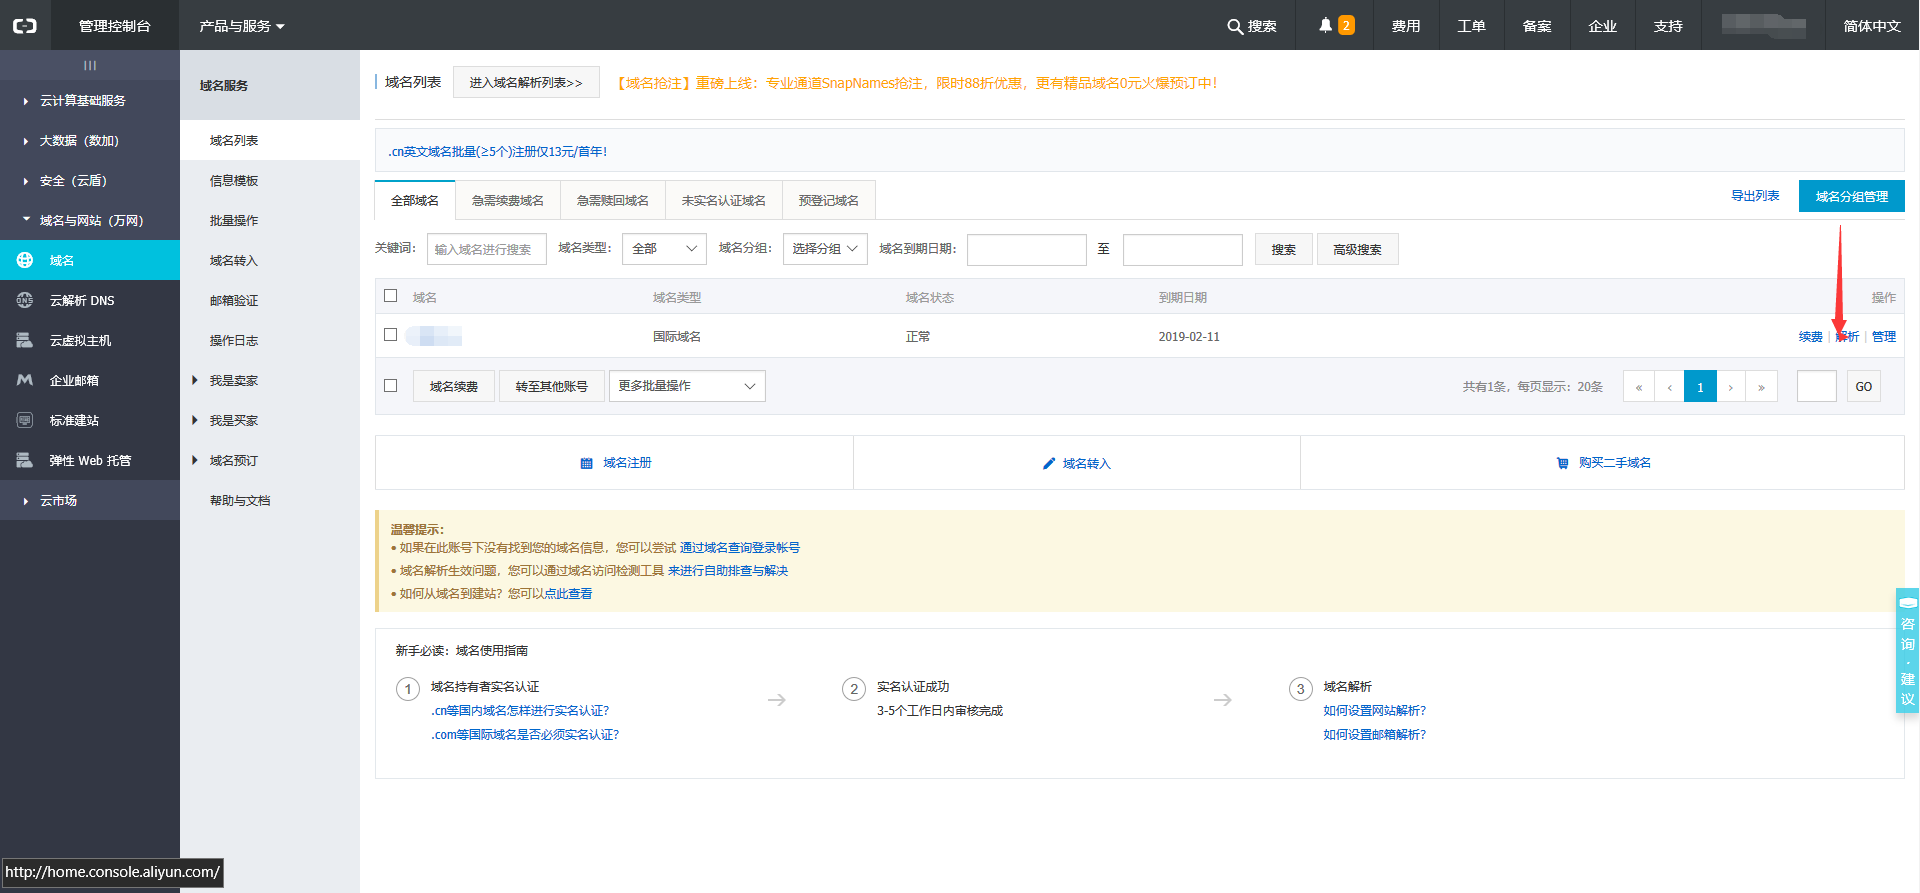 管理控制台 产品与服务 搜索 2 费用 工单 备案 企业 支持 简体中文
云计算基础服务
大数据（数加）
安全（云盾）
域名与网站（万网）
域名
云解析 DNS
云虚拟主机
企业邮箱
标准建站
弹性 Web 托管
云市场
http://home.console.aliyun.com/
域名服务
域名列表
信息模板
批量操作
域名转入
邮箱验证
操作日志
我是卖家
我是买家
域名预订
帮助与文档
域名列表 进入域名解析列表>> 【域名抢注】重磅上线：专业通道SnapNames抢注，限时88折优惠，更有精品域名0元火爆预订中！
.cn英文域名批量(≥5个)注册仅13元/首年！
全部域名 急需续费域名 急需赎回域名 未实名认证域名 预登记域名 导出列表 域名分组管理
关键词： 输入域名进行搜索 域名类型： 全部 域名分组： 选择分组 域名到期日期： 至 搜索 高级搜索
域名 域名类型 域名状态 到期日期 操作
国际域名 正常 2019-02-11 续费 | 解析 | 管理
域名续费 转至其他账号 更多批量操作 共有1条，每页显示：20条 « ‹ 1 › » GO
域名注册 域名转入 购买二手域名
温馨提示：
• 如果在此账号下没有找到您的域名信息，您可以尝试 通过域名查询登录帐号
• 域名解析生效问题，您可以通过域名访问检测工具 来进行自助排查与解决
• 如何从域名到建站？您可以点此查看
新手必读：域名使用指南
1 域名持有者实名认证
.cn等国内域名怎样进行实名认证?
.com等国际域名是否必须实名认证?
2 实名认证成功
3-5个工作日内审核完成
3 域名解析
如何设置网站解析?
如何设置邮箱解析?
咨询·建议